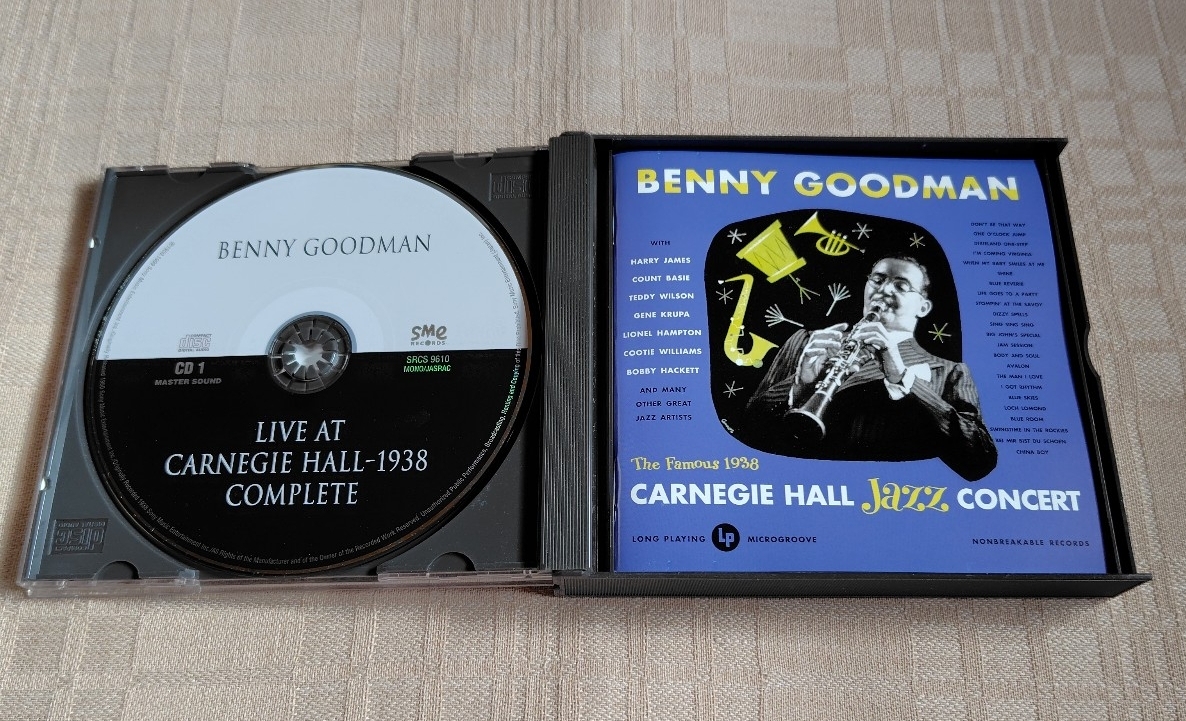 BENNY GOODMAN
COMPACT
disc
DIGITAL AUDIO
CD 1
MASTER SOUND
sme
RECORDS
SRCS 9610
MONO/JASRAC
LIVE AT
CARNEGIE HALL-1938
COMPLETE
BENNY GOODMAN
WITH
HARRY JAMES
COUNT BASIE
TEDDY WILSON
GENE KRUPA
LIONEL HAMPTON
COOTIE WILLIAMS
BOBBY HACKETT
AND MANY
OTHER GREAT
JAZZ ARTISTS
DON'T BE THAT WAY
ONE O'CLOCK JUMP
DIXIELAND ONE-STEP
I'M COMING VIRGINIA
WHEN MY BABY SMILES AT ME
SHINE
BLUE REVERIE
LIFE GOES TO A PARTY
STOMPIN' AT THE SAVOY
DIZZY SPELLS
SING SING SING
BIG JOHN'S SPECIAL
JAM SESSION
BODY AND SOUL
AVALON
THE MAN I LOVE
I GOT RHYTHM
BLUE SKIES
LOCH LOMOND
BLUE ROOM
SWINGTIME IN THE ROCKIES
BEI MIR BIST DU SCHOEN
CHINA BOY
The Famous 1938
CARNEGIE HALL Jazz CONCERT
LONG PLAYING Lp MICROGROOVE
NONBREAKABLE RECORDS